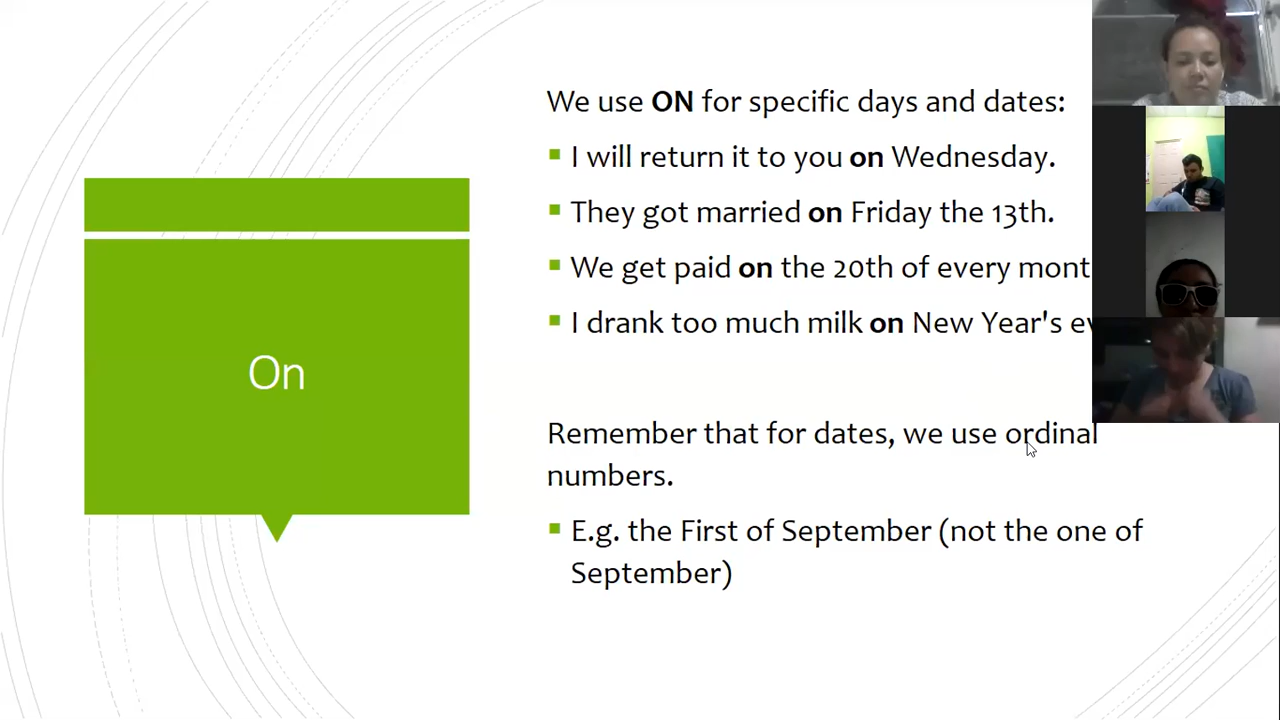 We use ON for specific days and dates:
I will return it to you on Wednesday.
They got married on Friday the 13th.
We get paid on the 20th of every mont
I drank too much milk on New Year's
On
Remember that for dates, we use ordinal
numbers.
E.g. the First of September (not the one of
September)